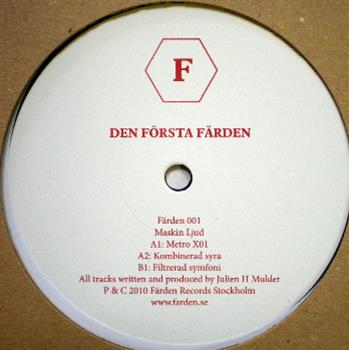 F
DEN FÖRSTA FÄRDEN
Färden 001
Maskin Ljud
A1: Metro X01
A2: Kombinerad syra
B1: Filtrerad symfoni
All tracks written and produced by Julien H Mulder
P & C 2010 Färden Records Stockholm
www.farden.se